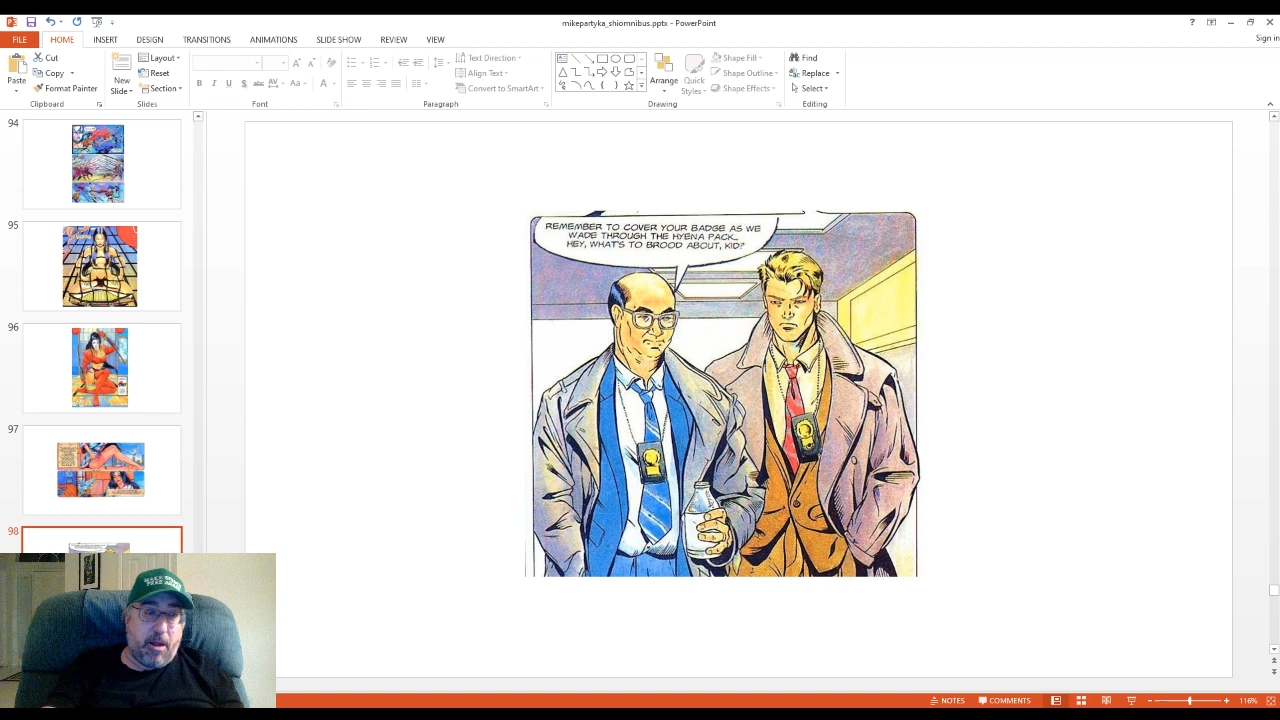 mikepartyka_shiomnibus.pptx - PowerPoint
Sign in
FILE HOME INSERT DESIGN TRANSITIONS ANIMATIONS SLIDE SHOW REVIEW VIEW
Paste
Cut
Copy
Format Painter
Clipboard
New
Slide
Layout
Reset
Section
Slides
Font
Text Direction
Align Text
Convert to SmartArt
Paragraph
Arrange
Quick
Styles
Shape Fill
Shape Outline
Shape Effects
Drawing
Find
Replace
Select
Editing
94
95
96
97
98
REMEMBER TO COVER YOUR BADGE AS WE
WADE THROUGH THE HYENA PACK...
HEY, WHAT'S TO BROOD ABOUT, KID?
NOTES COMMENTS 116%